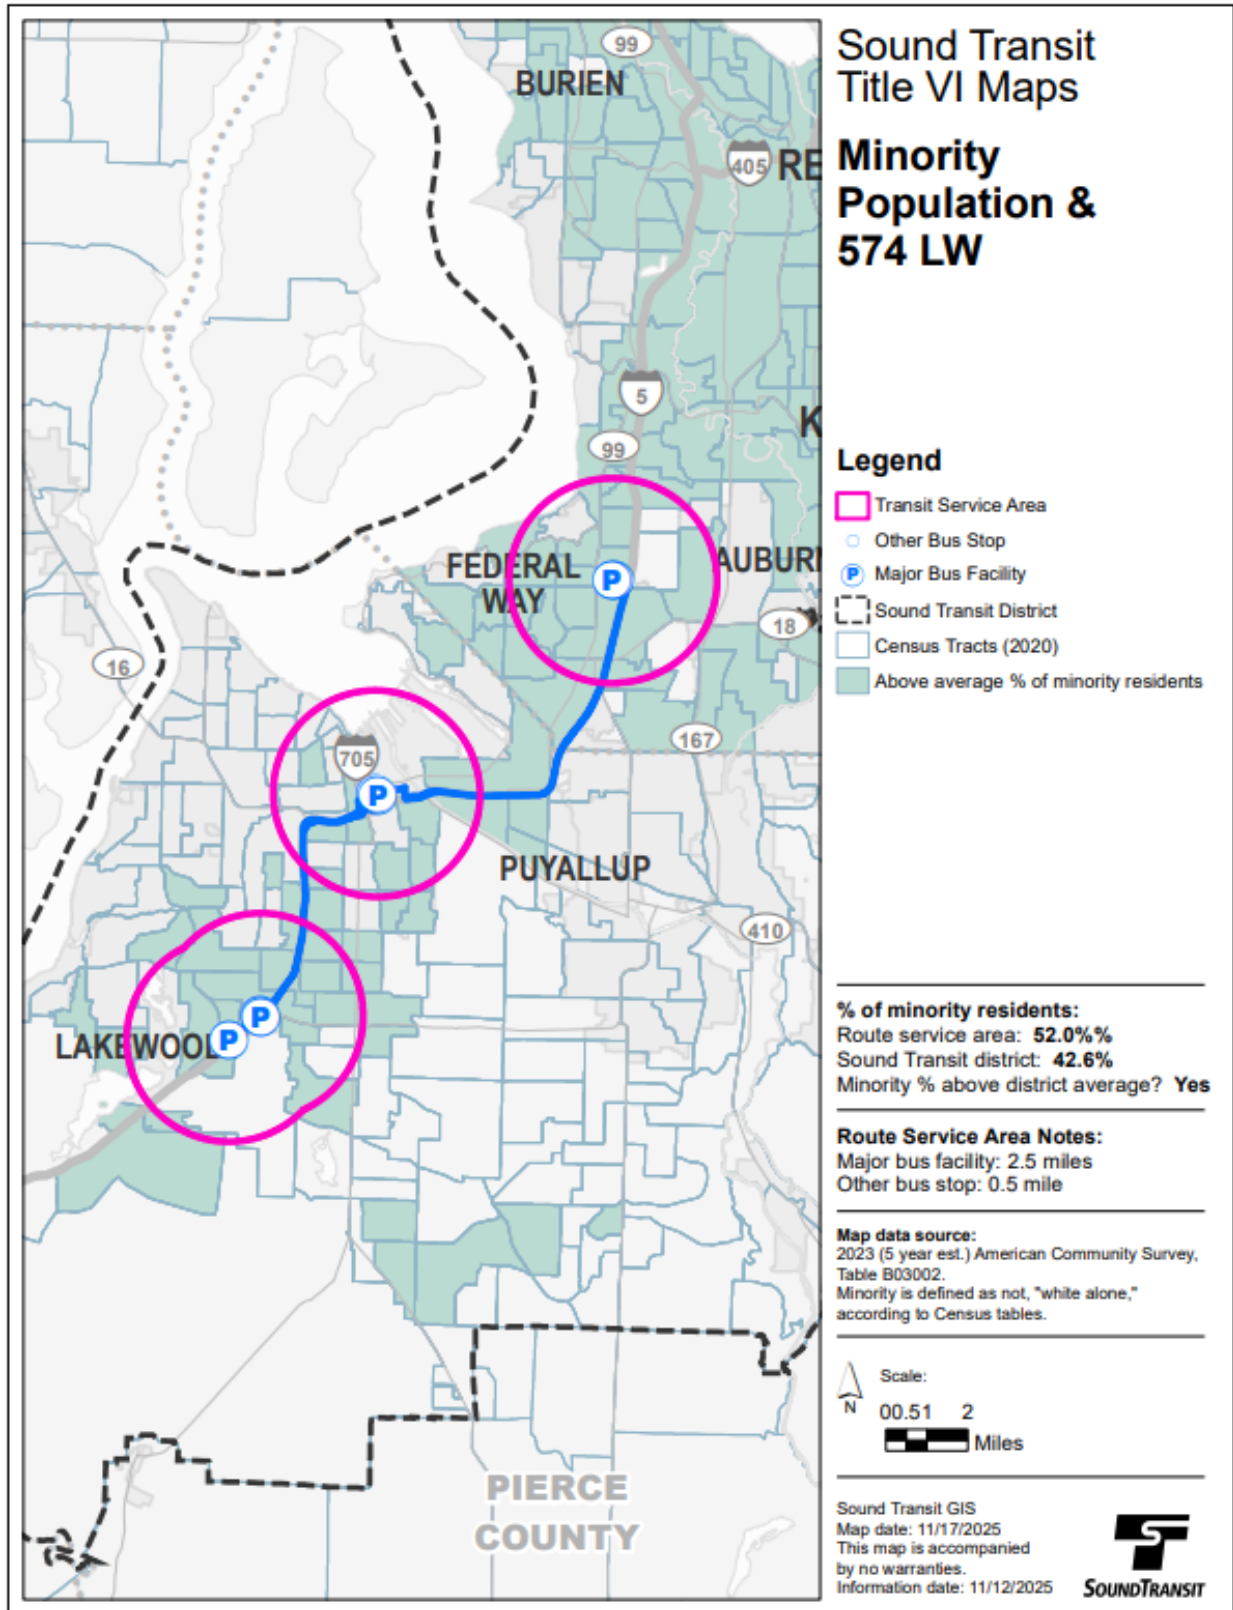 Sound Transit
Title VI Maps
Minority
Population &
574 LW
Legend
Transit Service Area
Other Bus Stop
P Major Bus Facility
Sound Transit District
Census Tracts (2020)
Above average % of minority residents
% of minority residents:
Route service area: 52.0%%
Sound Transit district: 42.6%
Minority % above district average? Yes
Route Service Area Notes:
Major bus facility: 2.5 miles
Other bus stop: 0.5 mile
Map data source:
2023 (5 year est.) American Community Survey,
Table B03002.
Minority is defined as not, "white alone,"
according to Census tables.
N
Scale:
00.51 2
Miles
Sound Transit GIS
Map date: 11/17/2025
This map is accompanied
by no warranties.
Information date: 11/12/2025
SOUNDTRANSIT
99
BURIEN
405
RE
5
K
99
FEDERAL
WAY
P
AUBURN
18
16
167
705
P
PUYALLUP
410
P
P
LAKEWOOD
PIERCE
COUNTY